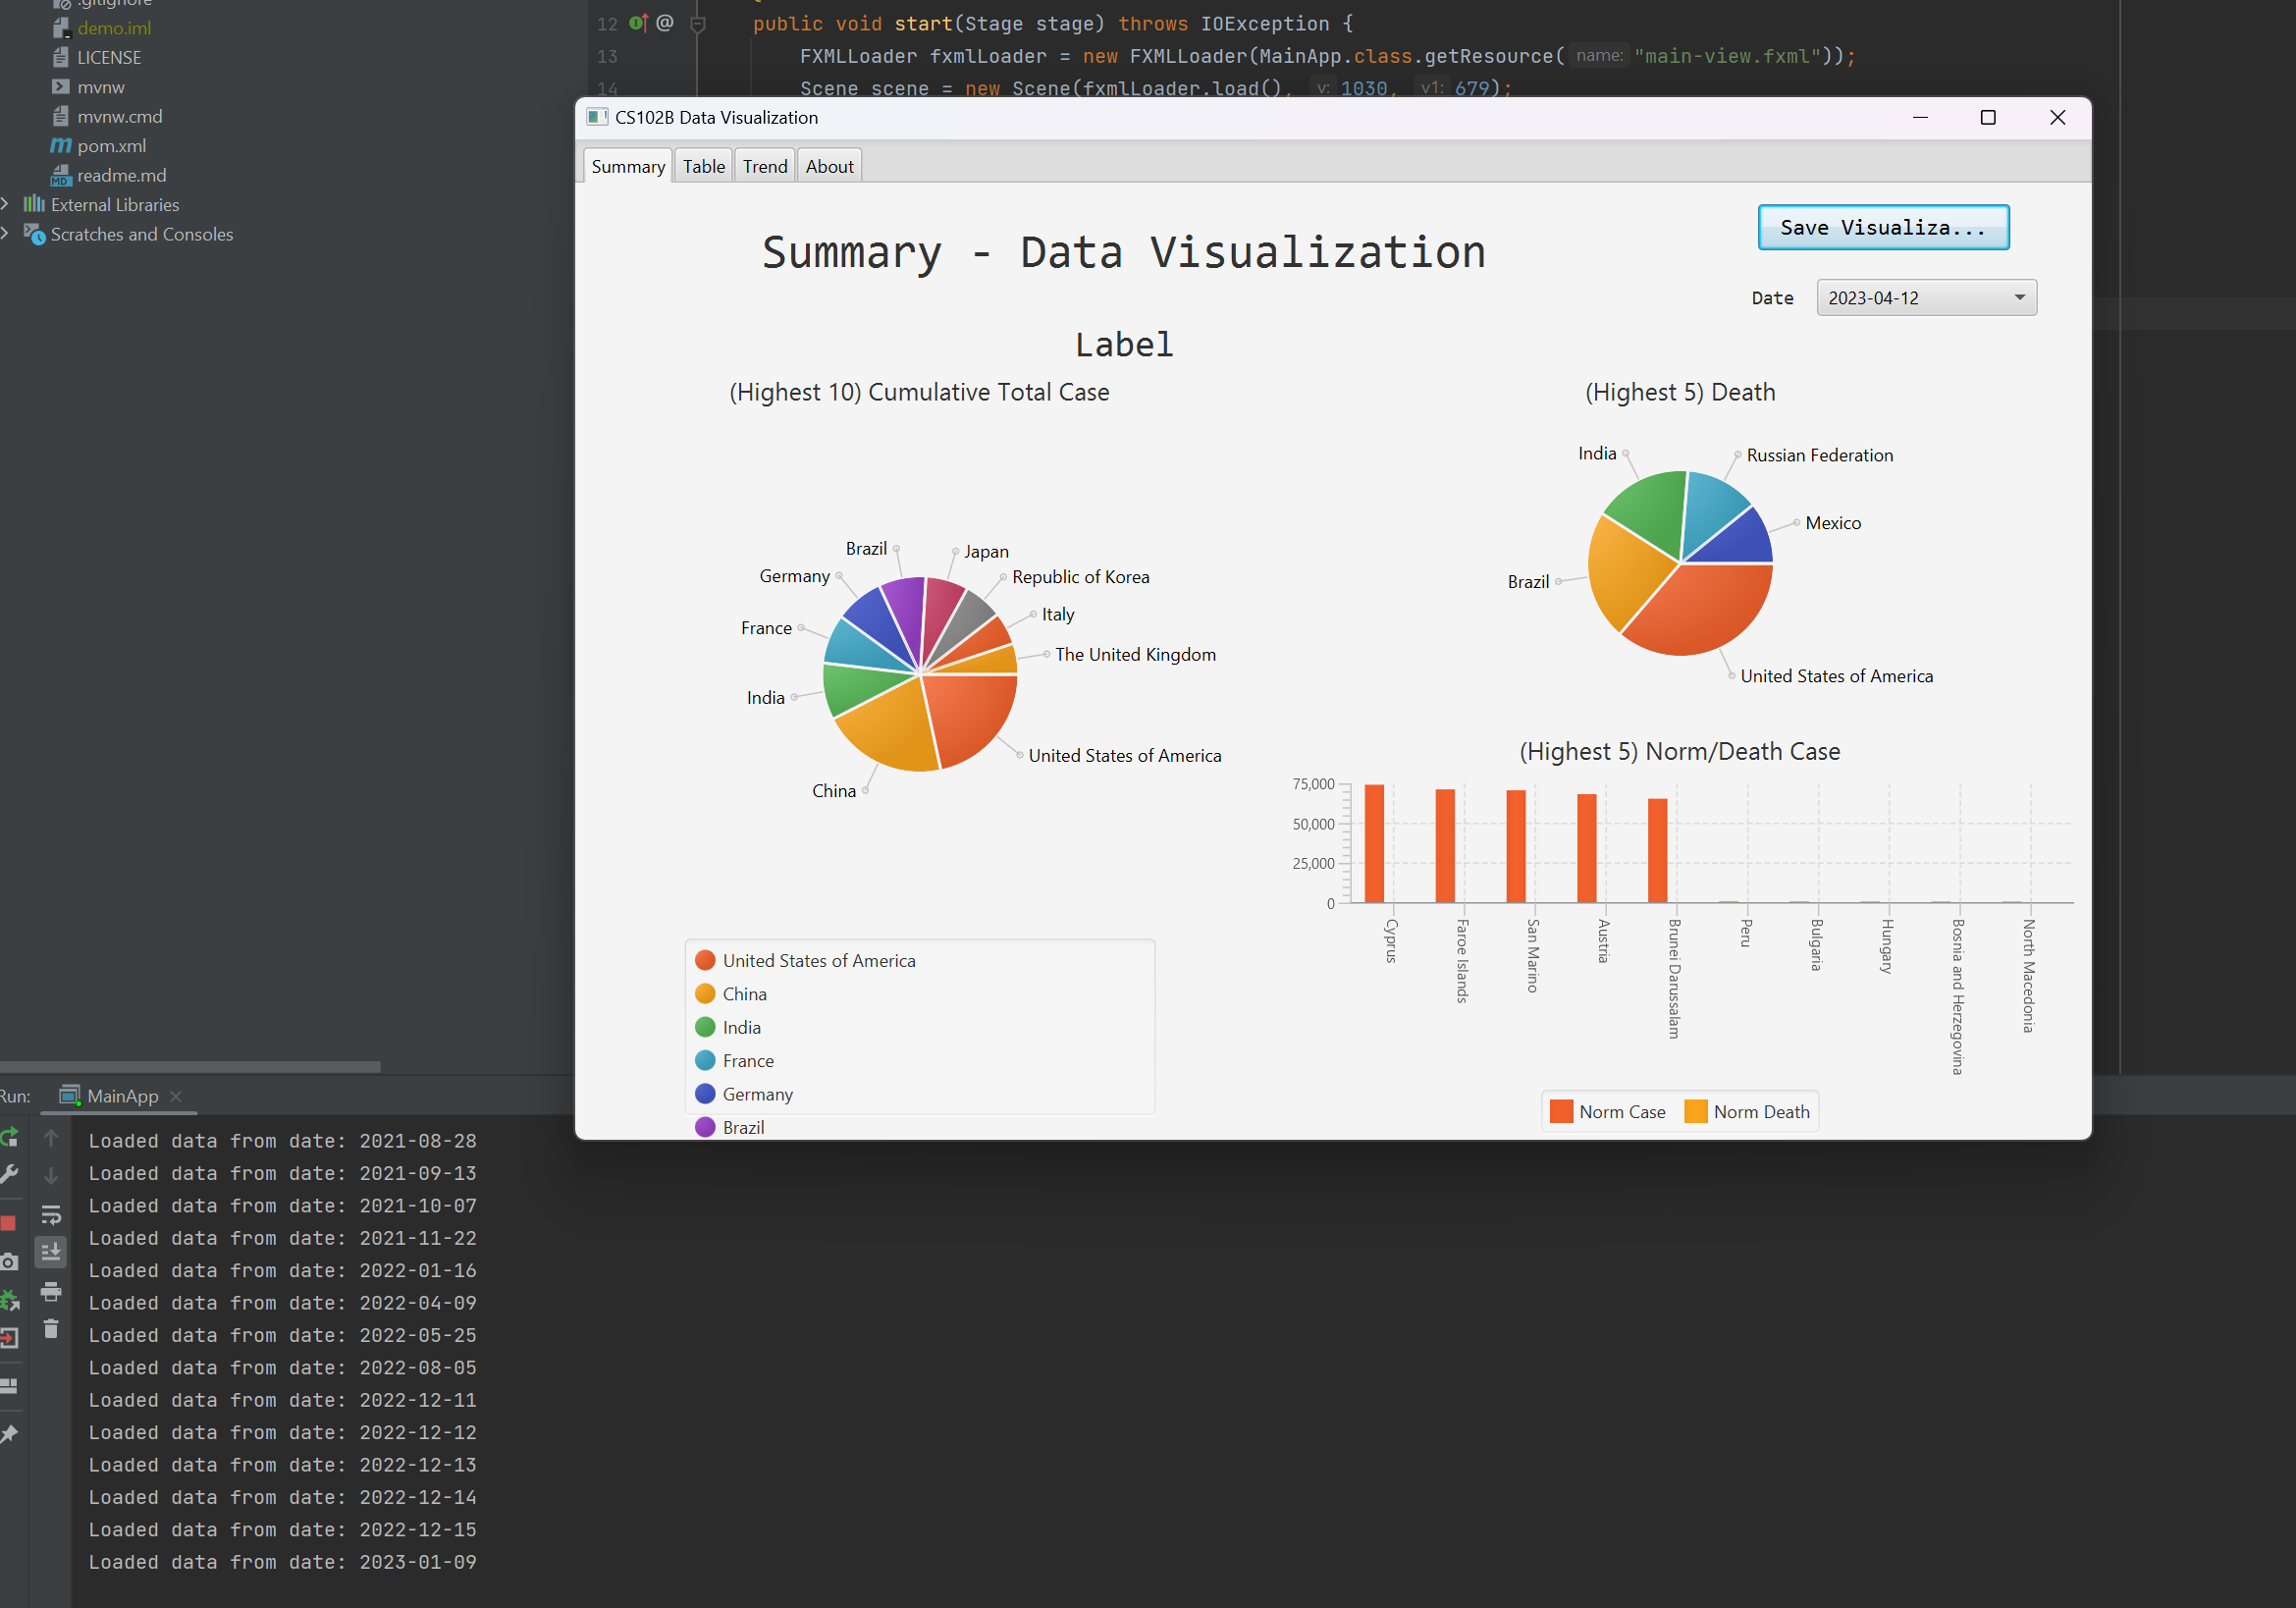 .gitignore
demo.iml
LICENSE
mvnw
mvnw.cmd
pom.xml
readme.md
External Libraries
Scratches and Consoles
12 public void start(Stage stage) throws IOException {
13 FXMLLoader fxmlLoader = new FXMLLoader(MainApp.class.getResource( name: "main-view.fxml"));
14 Scene scene = new Scene(fxmlLoader.load(), v: 1030, v1: 679);
CS102B Data Visualization
Summary Table Trend About
Save Visualiza...
Summary - Data Visualization
Date 2023-04-12
Label
(Highest 10) Cumulative Total Case
Brazil
Japan
Germany
Republic of Korea
Italy
France
The United Kingdom
India
United States of America
China
United States of America
China
India
France
Germany
Brazil
(Highest 5) Death
India
Russian Federation
Mexico
Brazil
United States of America
(Highest 5) Norm/Death Case
75,000
50,000
25,000
0
Cyprus
Faroe Islands
San Marino
Austria
Brunei Darussalam
Peru
Bulgaria
Hungary
Bosnia and Herzegovina
North Macedonia
Norm Case Norm Death
Run: MainApp
Loaded data from date: 2021-08-28
Loaded data from date: 2021-09-13
Loaded data from date: 2021-10-07
Loaded data from date: 2021-11-22
Loaded data from date: 2022-01-16
Loaded data from date: 2022-04-09
Loaded data from date: 2022-05-25
Loaded data from date: 2022-08-05
Loaded data from date: 2022-12-11
Loaded data from date: 2022-12-12
Loaded data from date: 2022-12-13
Loaded data from date: 2022-12-14
Loaded data from date: 2022-12-15
Loaded data from date: 2023-01-09